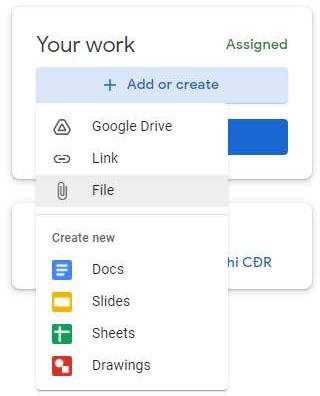 Your work Assigned
Add or create
Google Drive
Link
File
Create new
hi CĐR
Docs
Slides
Sheets
Drawings